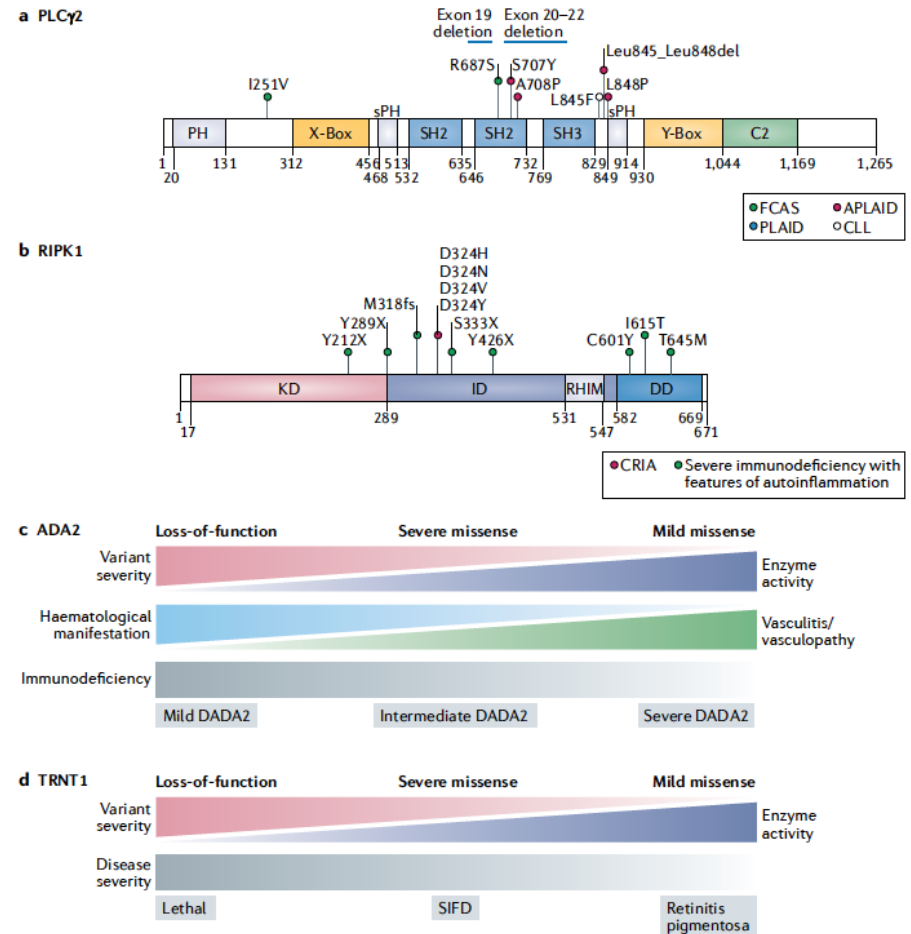 a PLCγ2
Exon 19 deletion
Exon 20–22 deletion
Leu845_Leu848del
R687S
S707Y
A708P
L848P
L845F
I251V
sPH
sPH
PH
X-Box
SH2
SH2
SH3
Y-Box
C2
1
20
131
312
456
468
513
532
635
646
732
769
829
849
914
930
1,044
1,169
1,265
FCAS
APLAID
PLAID
CLL
b RIPK1
D324H
D324N
D324V
D324Y
M318fs
Y289X
S333X
Y212X
Y426X
I615T
C601Y
T645M
KD
ID
RHIM
DD
1
17
289
531
547
582
669
671
CRIA
Severe immunodeficiency with
features of autoinflammation
c ADA2
Loss-of-function
Severe missense
Mild missense
Variant
severity
Enzyme
activity
Haematological
manifestation
Vasculitis/
vasculopathy
Immunodeficiency
Mild DADA2
Intermediate DADA2
Severe DADA2
d TRNT1
Loss-of-function
Severe missense
Mild missense
Variant
severity
Enzyme
activity
Disease
severity
Lethal
SIFD
Retinitis
pigmentosa